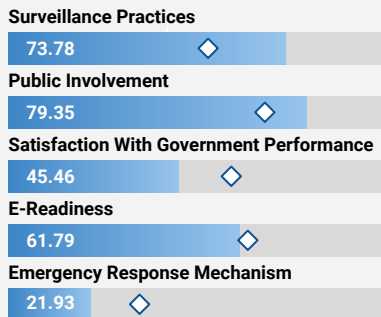 Surveillance Practices
73.78
Public Involvement
79.35
Satisfaction With Government Performance
45.46
E-Readiness
61.79
Emergency Response Mechanism
21.93